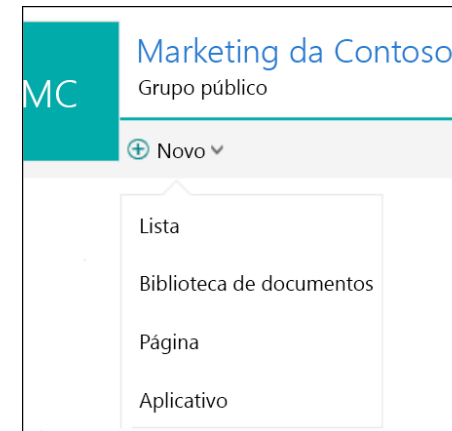 MC
Marketing da Contoso
Grupo público
Novo
Lista
Biblioteca de documentos
Página
Aplicativo